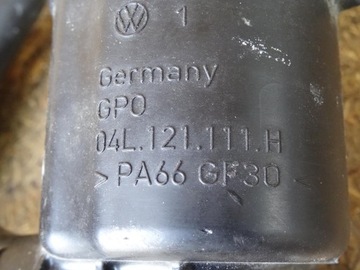 1
Germany
GPO
04L.121.111.H
>PA66 GF30<